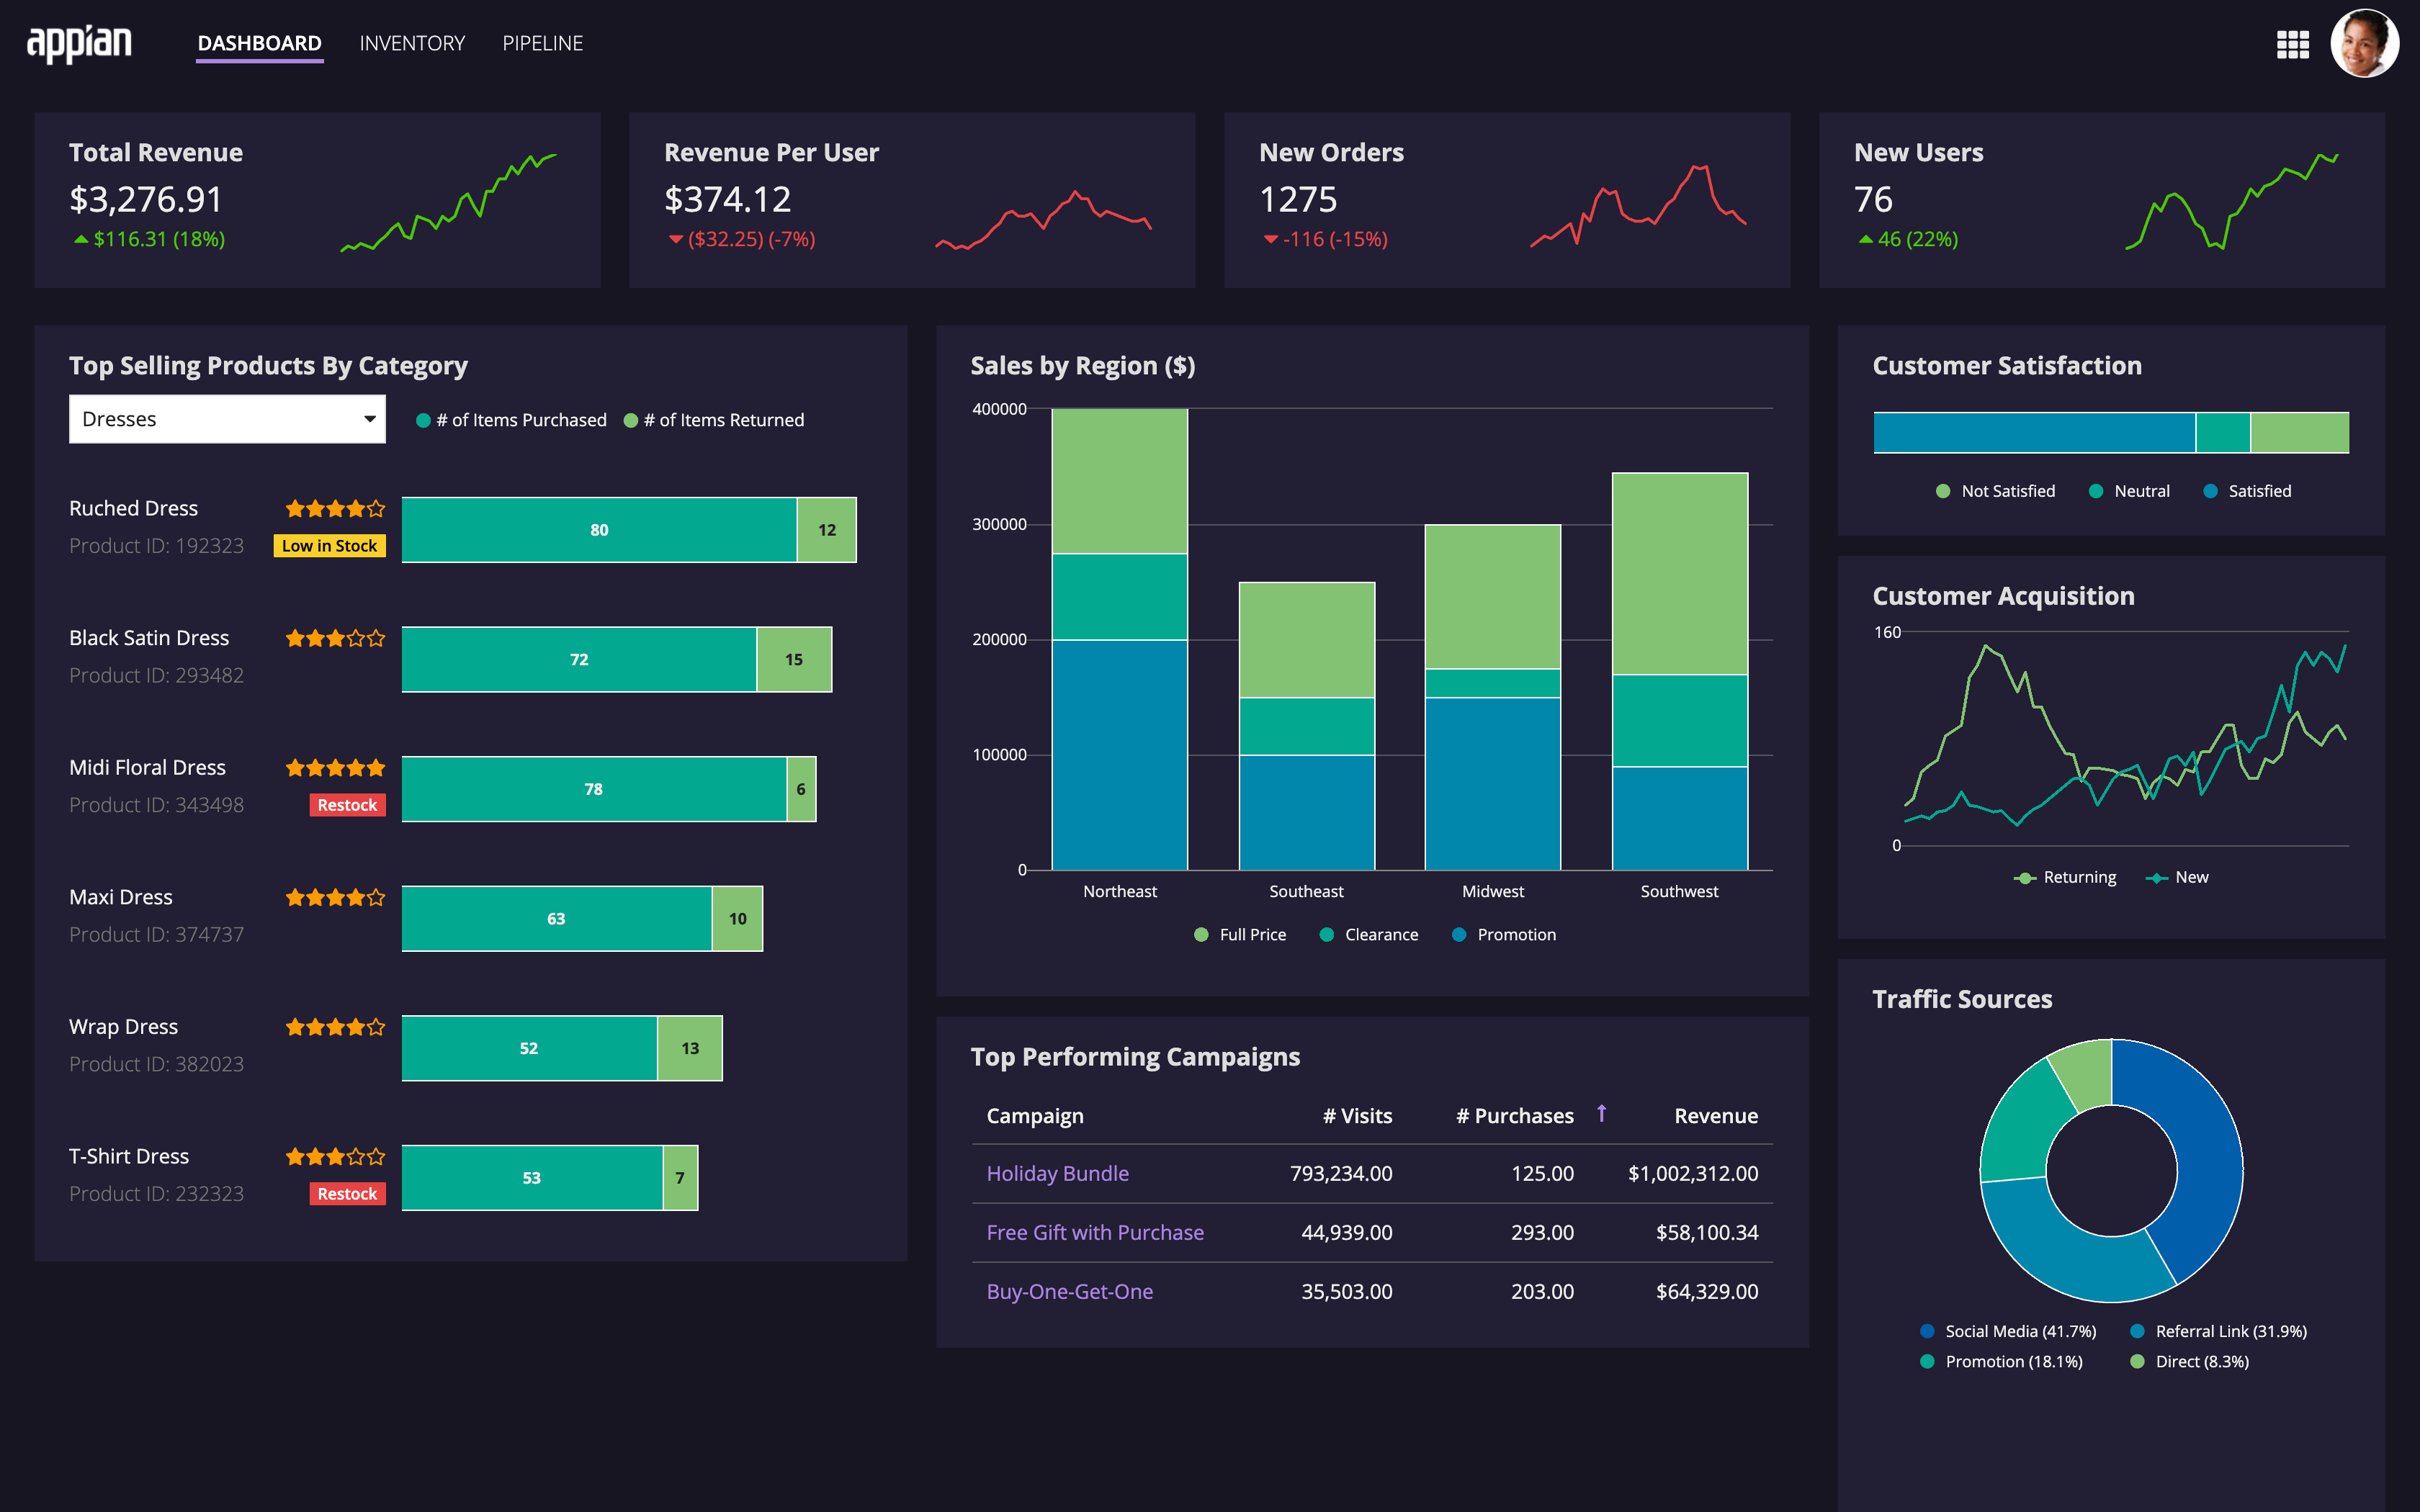 appian
DASHBOARD INVENTORY PIPELINE
Total Revenue
$3,276.91
$116.31 (18%)
Revenue Per User
$374.12
($32.25) (-7%)
New Orders
1275
-116 (-15%)
New Users
76
46 (22%)
Top Selling Products By Category
Dresses
# of Items Purchased # of Items Returned
Ruched Dress
Product ID: 192323
Low in Stock
80 12
Black Satin Dress
Product ID: 293482
72 15
Midi Floral Dress
Product ID: 343498
Restock
78 6
Maxi Dress
Product ID: 374737
63 10
Wrap Dress
Product ID: 382023
52 13
T-Shirt Dress
Product ID: 232323
Restock
53 7
Sales by Region ($)
400000
300000
200000
100000
0
Northeast Southeast Midwest Southwest
Full Price Clearance Promotion
Top Performing Campaigns
Campaign # Visits # Purchases Revenue
Holiday Bundle 793,234.00 125.00 $1,002,312.00
Free Gift with Purchase 44,939.00 293.00 $58,100.34
Buy-One-Get-One 35,503.00 203.00 $64,329.00
Customer Satisfaction
Not Satisfied Neutral Satisfied
Customer Acquisition
160
0
Returning New
Traffic Sources
Social Media (41.7%) Referral Link (31.9%)
Promotion (18.1%) Direct (8.3%)